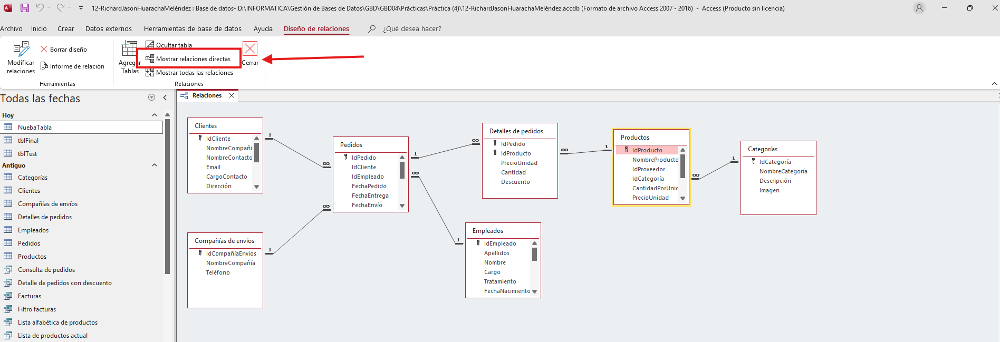 12-RichardJasonHuarachaMeléndez : Base de datos- D:\INFORMATICA\Gestión de Bases de Datos\GBD\GBD04\Prácticas\Práctica (4)\12-RichardJasonHuarachaMeléndez.accdb (Formato de archivo Access 2007 - 2016) - Access (Producto sin licencia)
Archivo Inicio Crear Datos externos Herramientas de base de datos Ayuda Diseño de relaciones ¿Qué desea hacer?
Modificar relaciones
Borrar diseño
Informe de relación
Herramientas
Agregar Tablas
Ocultar tabla
Mostrar relaciones directas
Mostrar todas las relaciones
Cerrar
Relaciones
Todas las fechas
Hoy
NuebaTabla
tblFinal
tblTest
Antiguo
Categorías
Clientes
Compañías de envíos
Detalles de pedidos
Empleados
Pedidos
Productos
Consulta de pedidos
Detalle de pedidos con descuento
Facturas
Filtro facturas
Lista alfabética de productos
Lista de productos actual
Relaciones
Clientes
IdCliente
NombreCompañi
NombreContacto
Email
CargoContacto
Dirección
1
∞
Compañías de envíos
IdCompañíaEnvíos
NombreCompañía
Teléfono
1
∞
Pedidos
IdPedido
IdCliente
IdEmpleado
FechaPedido
FechaEntrega
FechaEnvío
1
∞
Detalles de pedidos
IdPedido
IdProducto
PrecioUnidad
Cantidad
Descuento
∞
∞
Empleados
IdEmpleado
Apellidos
Nombre
Cargo
Tratamiento
FechaNacimiento
1
Productos
IdProducto
NombreProducto
IdProveedor
IdCategoría
CantidadPorUnic
PrecioUnidad
1
∞
Categorías
IdCategoría
NombreCategoría
Descripción
Imagen
1